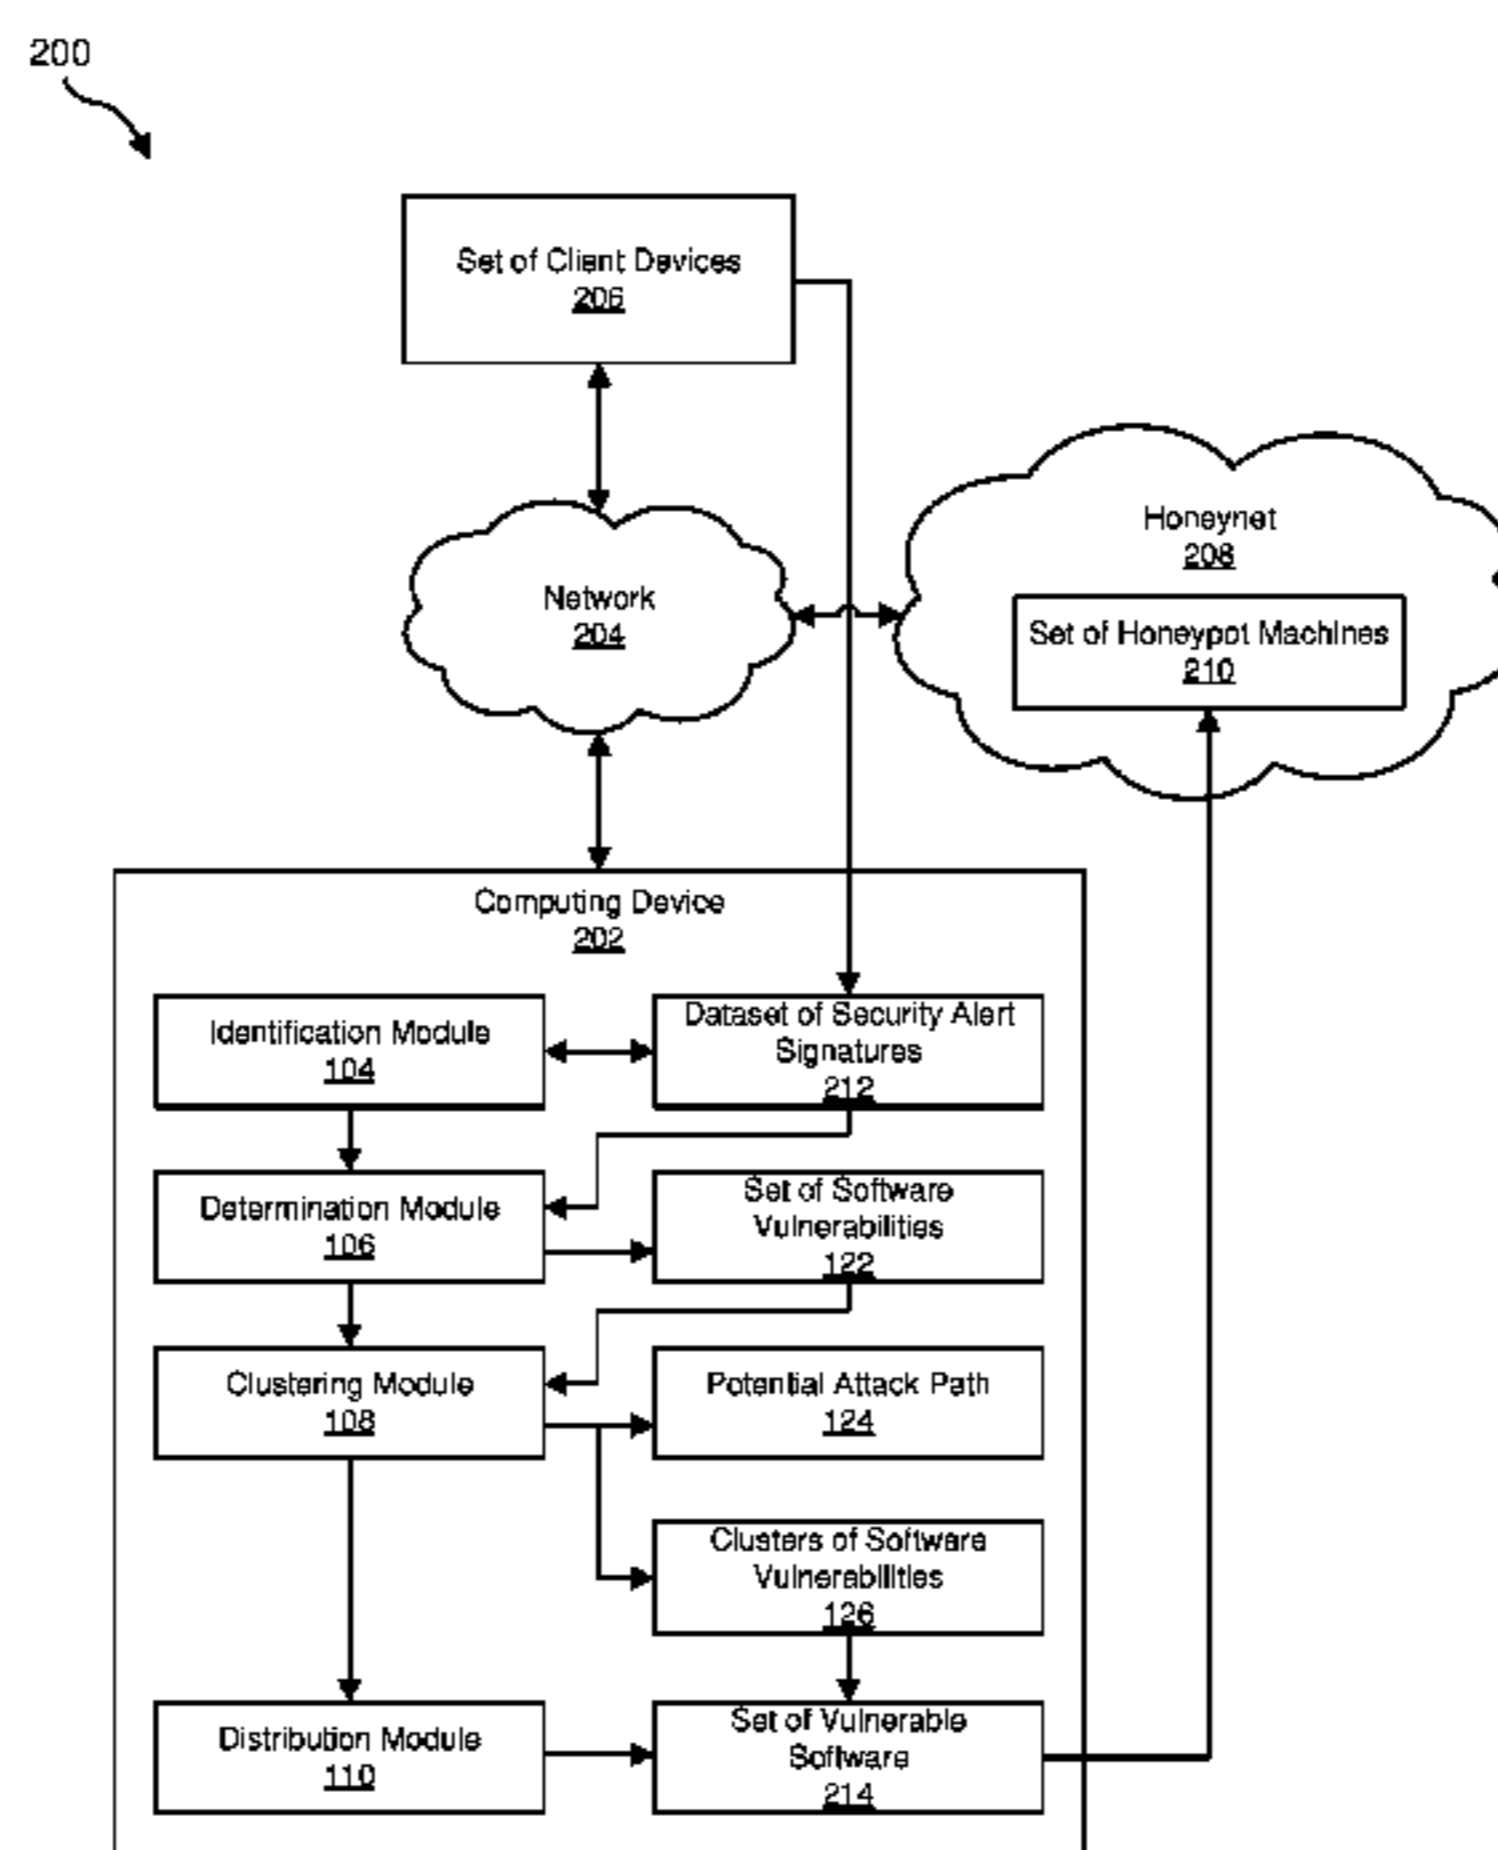 200
Set of Client Devices
206
Honeynet
208
Network
204
Set of Honeypot Machines
210
Computing Device
202
Identification Module
104
Dataset of Security Alert
Signatures
212
Determination Module
106
Set of Software
Vulnerabilities
122
Clustering Module
108
Potential Attack Path
124
Clusters of Software
Vulnerabilities
126
Distribution Module
110
Set of Vulnerable
Software
214